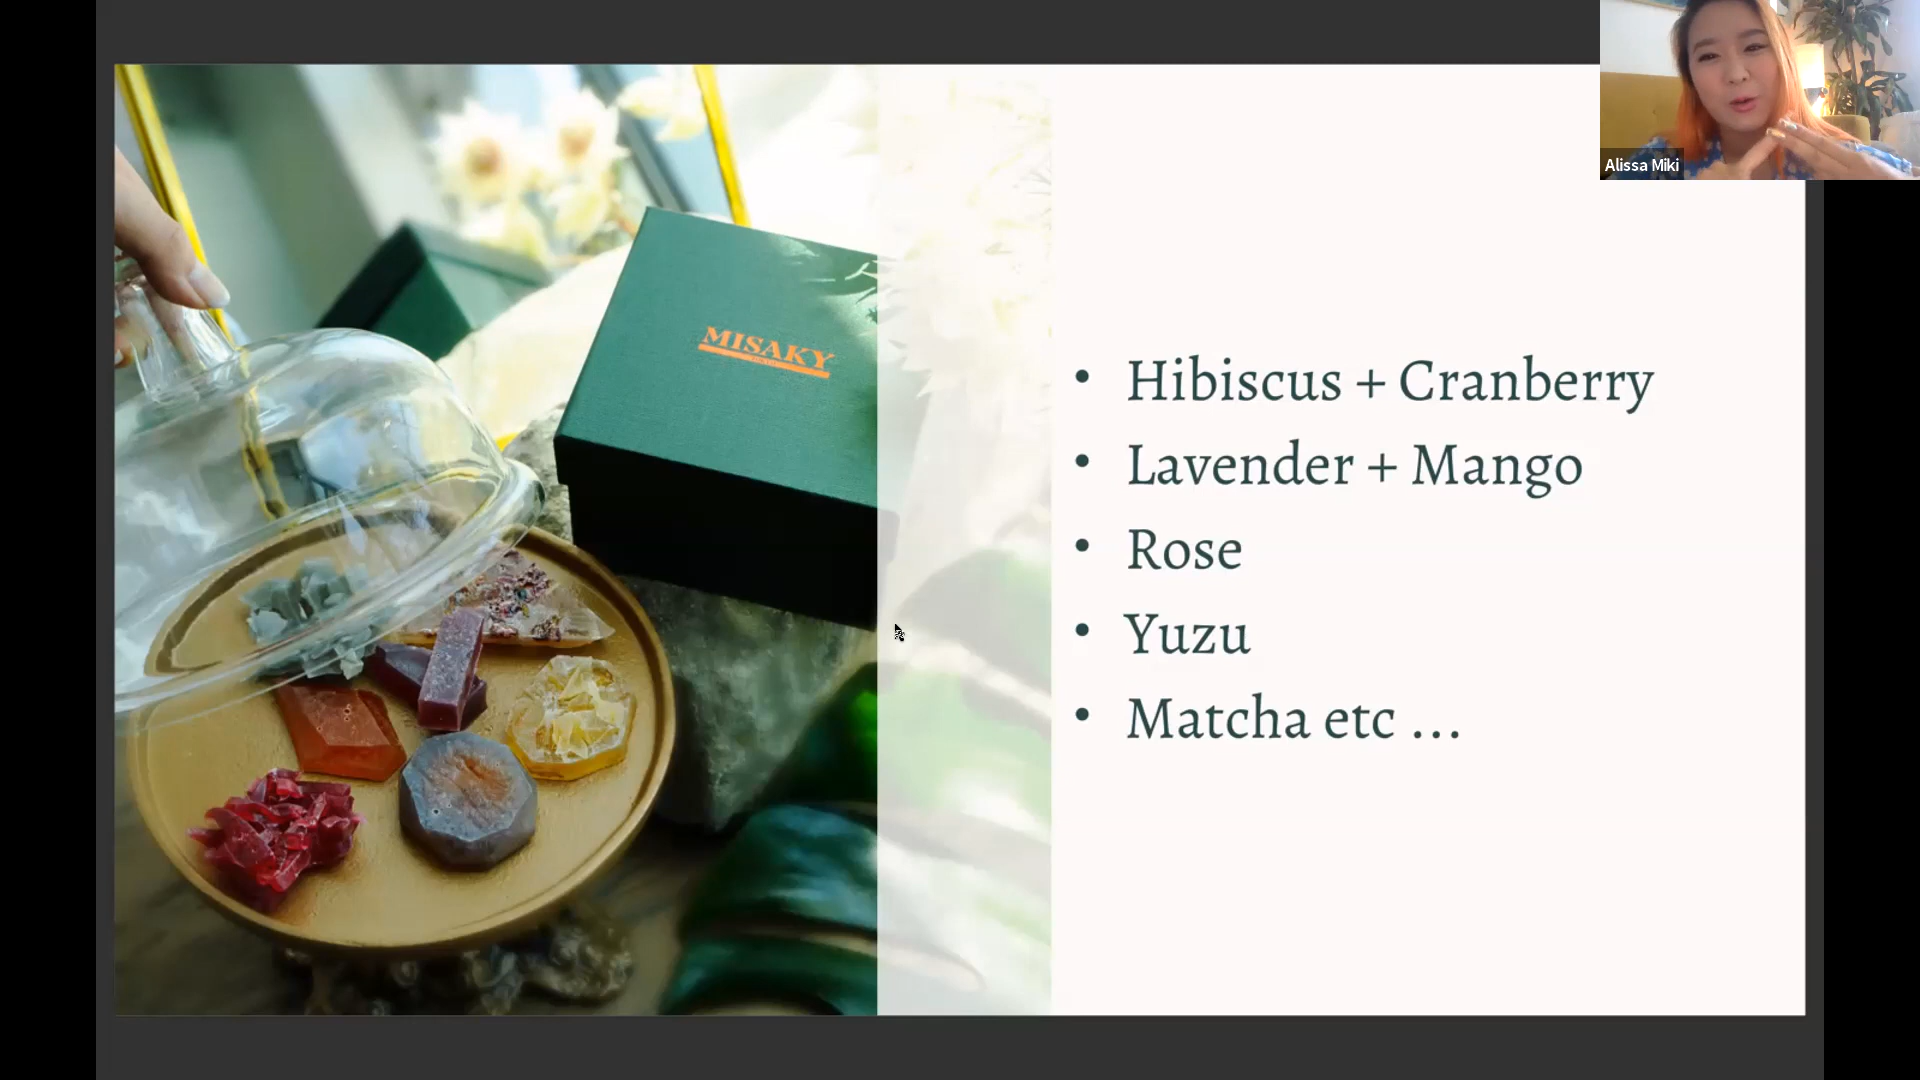 MISAKY
Hibiscus + Cranberry
Lavender + Mango
Rose
Yuzu
Matcha etc ...
Alissa Miki